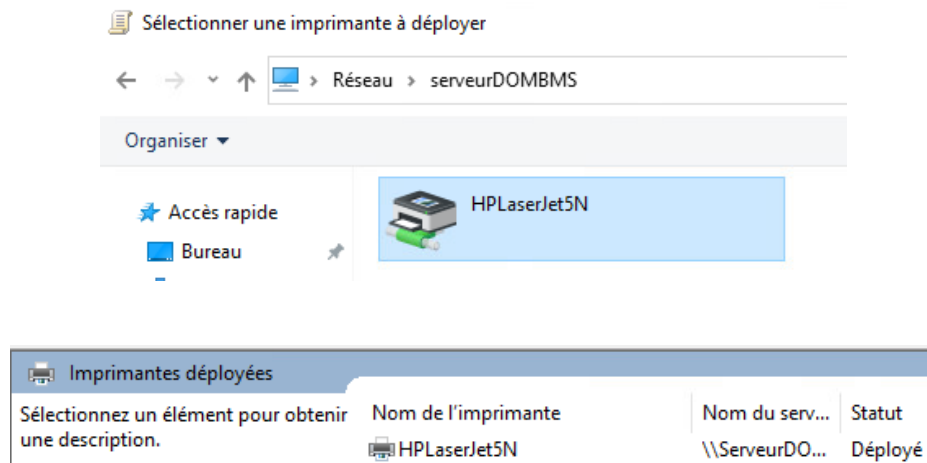 Sélectionner une imprimante à déployer
Réseau > serveurDOMBMS
Organiser
HPLaserJet5N
Accès rapide
Bureau
Imprimantes déployées
Sélectionnez un élément pour obtenir une description.
Nom de l'imprimante Nom du serv... Statut
HPLaserJet5N \\ServeurDO... Déployé